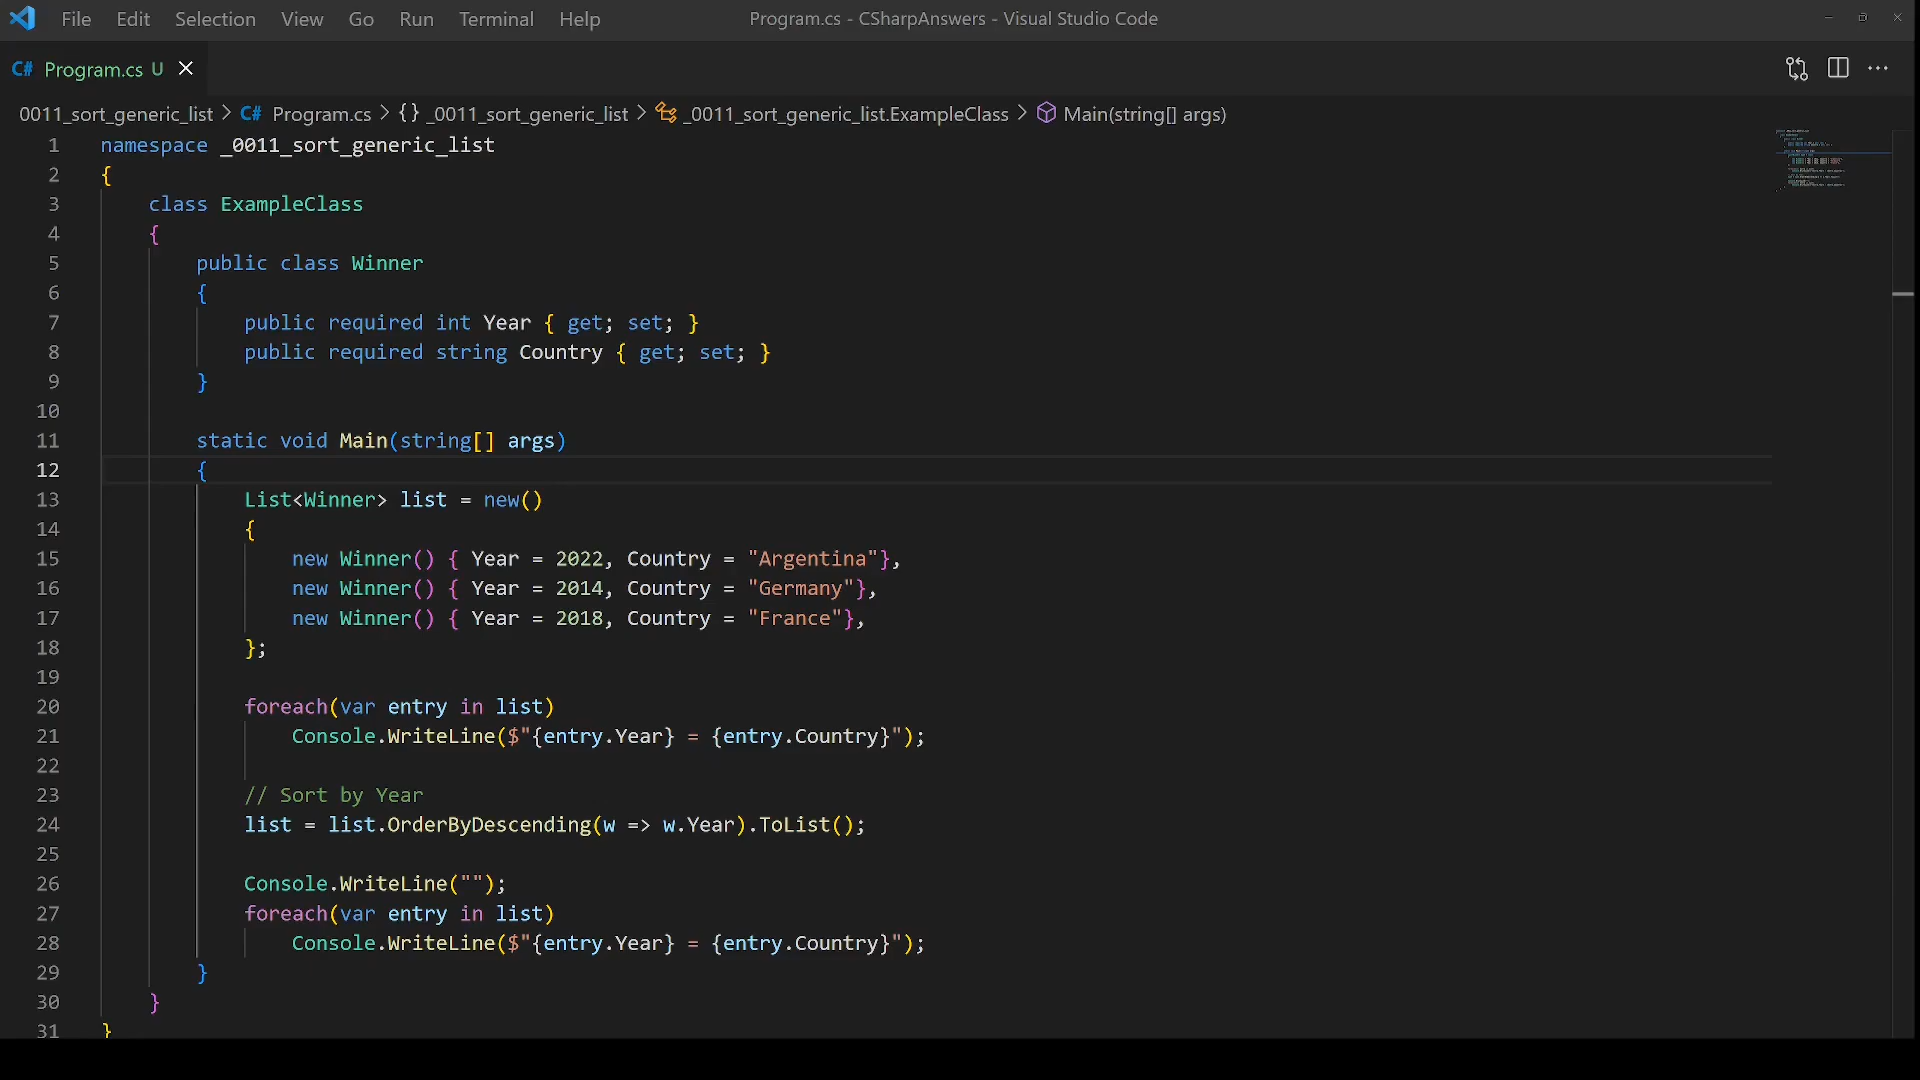 File Edit Selection View Go Run Terminal Help Program.cs - CSharpAnswers - Visual Studio Code
C# Program.cs U
0011_sort_generic_list > C# Program.cs > {} _0011_sort_generic_list > _0011_sort_generic_list.ExampleClass > Main(string[] args)
1 namespace _0011_sort_generic_list
2 {
3 class ExampleClass
4 {
5 public class Winner
6 {
7 public required int Year { get; set; }
8 public required string Country { get; set; }
9 }
10
11 static void Main(string[] args)
12 {
13 List<Winner> list = new()
14 {
15 new Winner() { Year = 2022, Country = "Argentina"},
16 new Winner() { Year = 2014, Country = "Germany"},
17 new Winner() { Year = 2018, Country = "France"},
18 };
19
20 foreach(var entry in list)
21 Console.WriteLine($"{entry.Year} = {entry.Country}");
22
23 // Sort by Year
24 list = list.OrderByDescending(w => w.Year).ToList();
25
26 Console.WriteLine("");
27 foreach(var entry in list)
28 Console.WriteLine($"{entry.Year} = {entry.Country}");
29 }
30 }
31 }